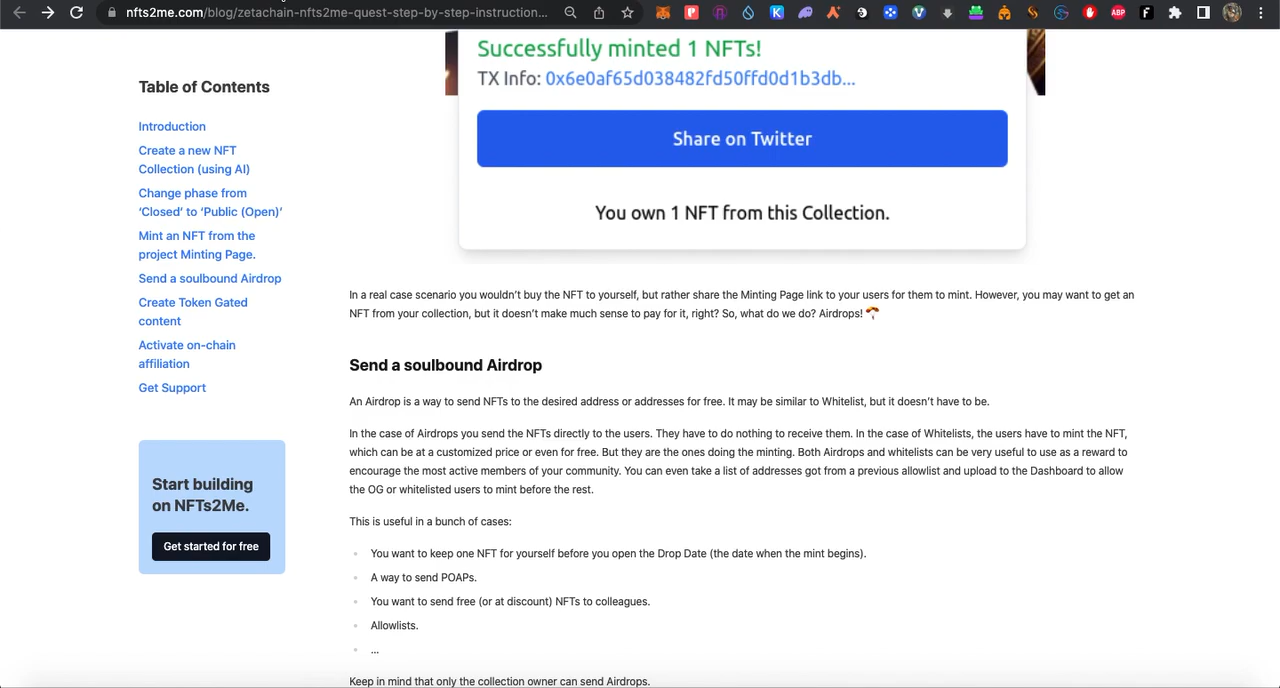 nfts2me.com/blog/zetachain-nfts2me-quest-step-by-step-instruction...
ABP
Table of Contents
Introduction
Create a new NFT
Collection (using AI)
Change phase from
‘Closed’ to ‘Public (Open)’
Mint an NFT from the
project Minting Page.
Send a soulbound Airdrop
Create Token Gated
content
Activate on-chain
affiliation
Get Support
Start building
on NFTs2Me.
Get started for free
Successfully minted 1 NFTs!
TX Info: 0x6e0af65d038482fd50ffd0d1b3db...
Share on Twitter
You own 1 NFT from this Collection.
In a real case scenario you wouldn’t buy the NFT to yourself, but rather share the Minting Page link to your users for them to mint. However, you may want to get an
NFT from your collection, but it doesn’t make much sense to pay for it, right? So, what do we do? Airdrops!
Send a soulbound Airdrop
An Airdrop is a way to send NFTs to the desired address or addresses for free. It may be similar to Whitelist, but it doesn’t have to be.
In the case of Airdrops you send the NFTs directly to the users. They have to do nothing to receive them. In the case of Whitelists, the users have to mint the NFT,
which can be at a customized price or even for free. But they are the ones doing the minting. Both Airdrops and whitelists can be very useful to use as a reward to
encourage the most active members of your community. You can even take a list of addresses got from a previous allowlist and upload to the Dashboard to allow
the OG or whitelisted users to mint before the rest.
This is useful in a bunch of cases:
You want to keep one NFT for yourself before you open the Drop Date (the date when the mint begins).
A way to send POAPs.
You want to send free (or at discount) NFTs to colleagues.
Allowlists.
...
Keep in mind that only the collection owner can send Airdrops.